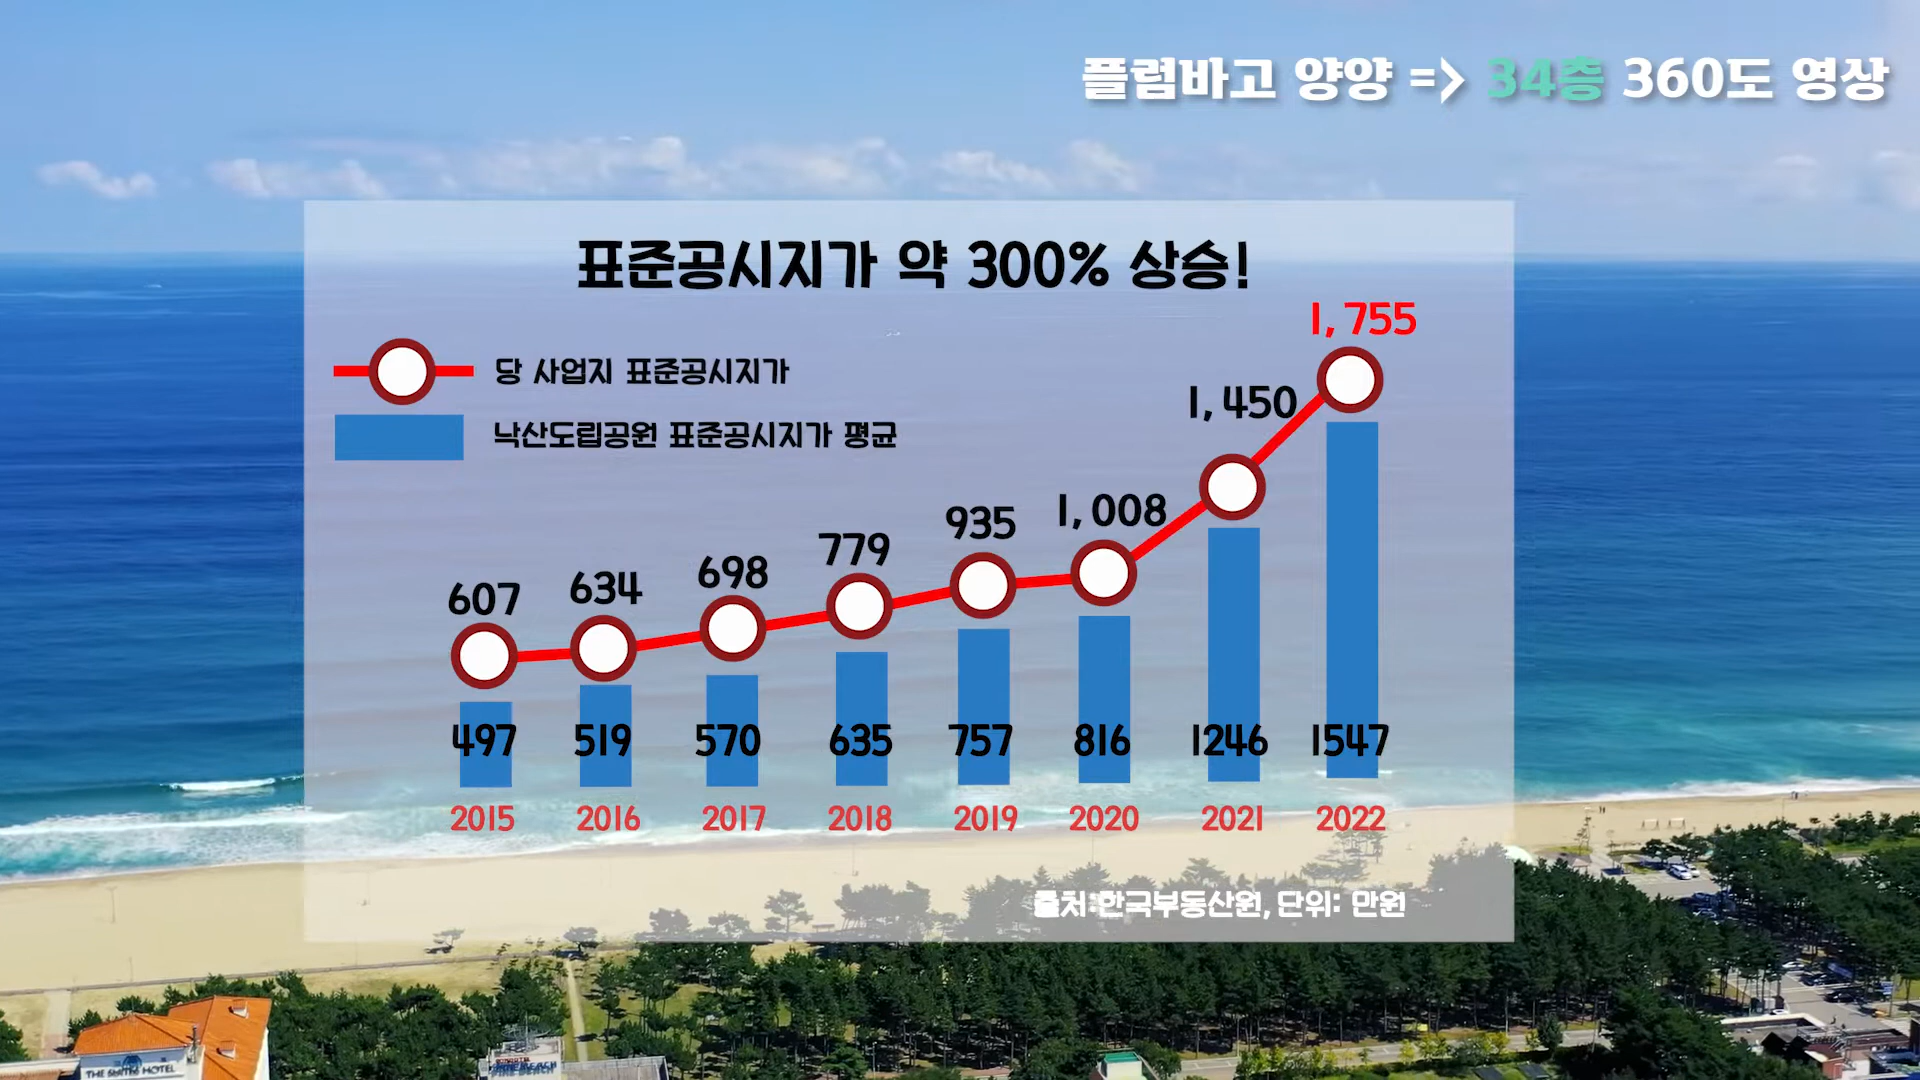 플럼바고 양양 => 34층 360도 영상
표준공시지가 약 300% 상승!
당 사업지 표준공시지가
낙산도립공원 표준공시지가 평균
607 634 698 779 935 1,008 1,450 1,755
497 519 570 635 757 816 1246 1547
2015 2016 2017 2018 2019 2020 2021 2022
출처:한국부동산원, 단위: 만원
THE SUITES HOTEL